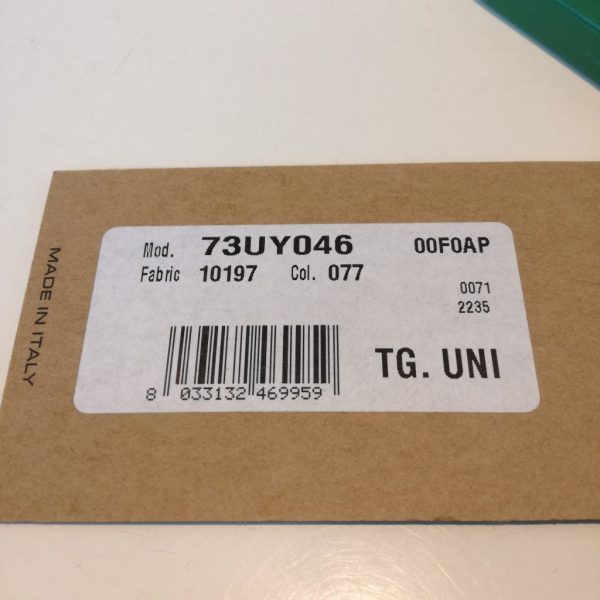 MADE IN ITALY
Mod. 73UY046 00F0AP
Fabric 10197 Col. 077
0071
2235
TG. UNI
8 033132 469959